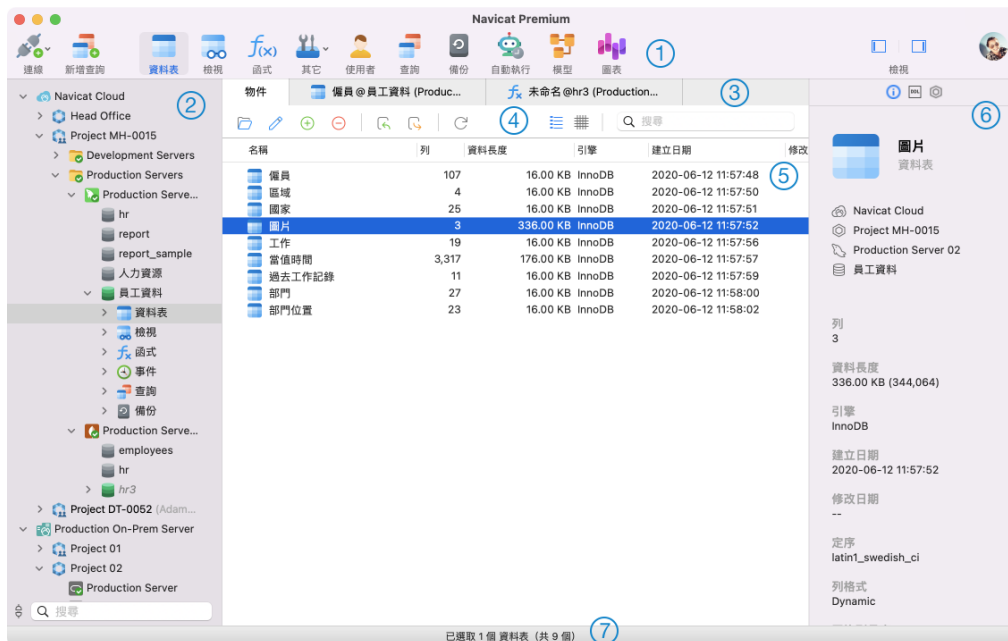 Navicat Premium
連線
新增查詢
資料表
檢視
f(x)
函式
其它
使用者
查詢
備份
自動執行
模型
圖表
①
檢視
Navicat Cloud
②
Head Office
Project MH-0015
Development Servers
Production Servers
Production Serve...
hr
report
report_sample
人力資源
員工資料
資料表
檢視
函式
事件
查詢
備份
Production Serve...
employees
hr
hr3
Project DT-0052 (Adam...
Production On-Prem Server
Project 01
Project 02
Production Server
搜尋
物件 僱員@員工資料 (Produc... 未命名@hr3 (Production... ③
④ 搜尋
名稱 列 資料長度 引擎 建立日期 修改
僱員 107 16.00 KB InnoDB 2020-06-12 11:57:48
⑤
區域 4 16.00 KB InnoDB 2020-06-12 11:57:50
國家 25 16.00 KB InnoDB 2020-06-12 11:57:51
圖片 3 336.00 KB InnoDB 2020-06-12 11:57:52
工作 19 16.00 KB InnoDB 2020-06-12 11:57:56
當值時間 3,317 176.00 KB InnoDB 2020-06-12 11:57:57
過去工作記錄 11 16.00 KB InnoDB 2020-06-12 11:57:59
部門 27 16.00 KB InnoDB 2020-06-12 11:58:00
部門位置 23 16.00 KB InnoDB 2020-06-12 11:58:02
DDL
⑥
圖片
資料表
Navicat Cloud
Project MH-0015
Production Server 02
員工資料
列
3
資料長度
336.00 KB (344,064)
引擎
InnoDB
建立日期
2020-06-12 11:57:52
修改日期
--
定序
latin1_swedish_ci
列格式
Dynamic
已選取 1 個 資料表（共 9 個） ⑦